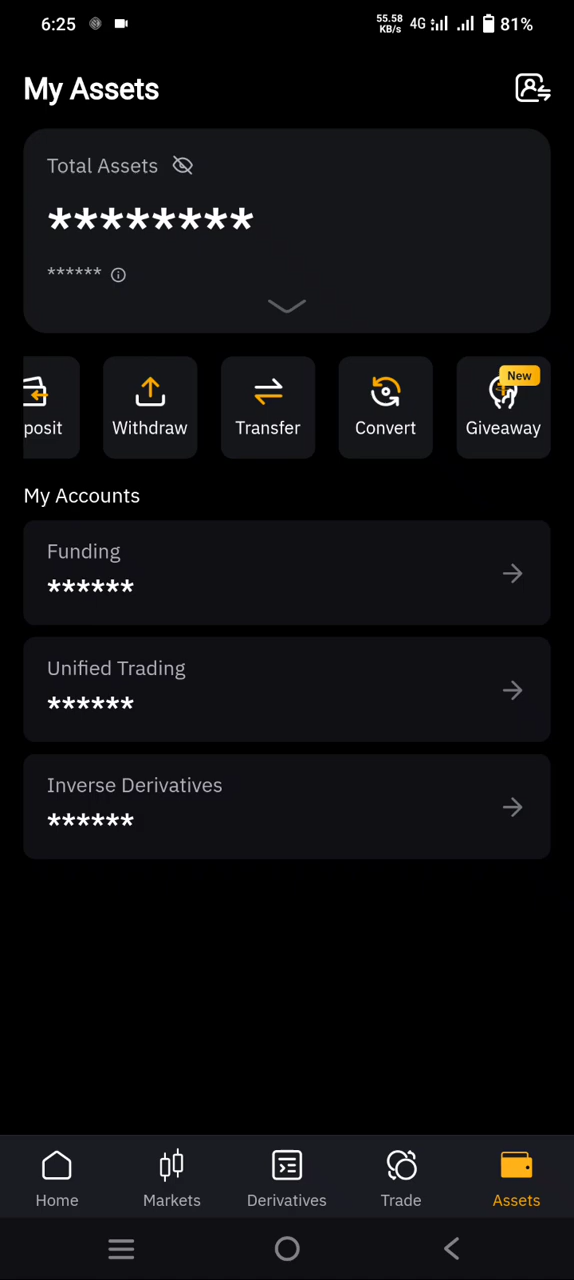 6:25
55.58 KB/s 4G 81%
My Assets
Total Assets
********
******
posit
Withdraw
Transfer
Convert
New
Giveaway
My Accounts
Funding
******
Unified Trading
******
Inverse Derivatives
******
Home
Markets
Derivatives
Trade
Assets